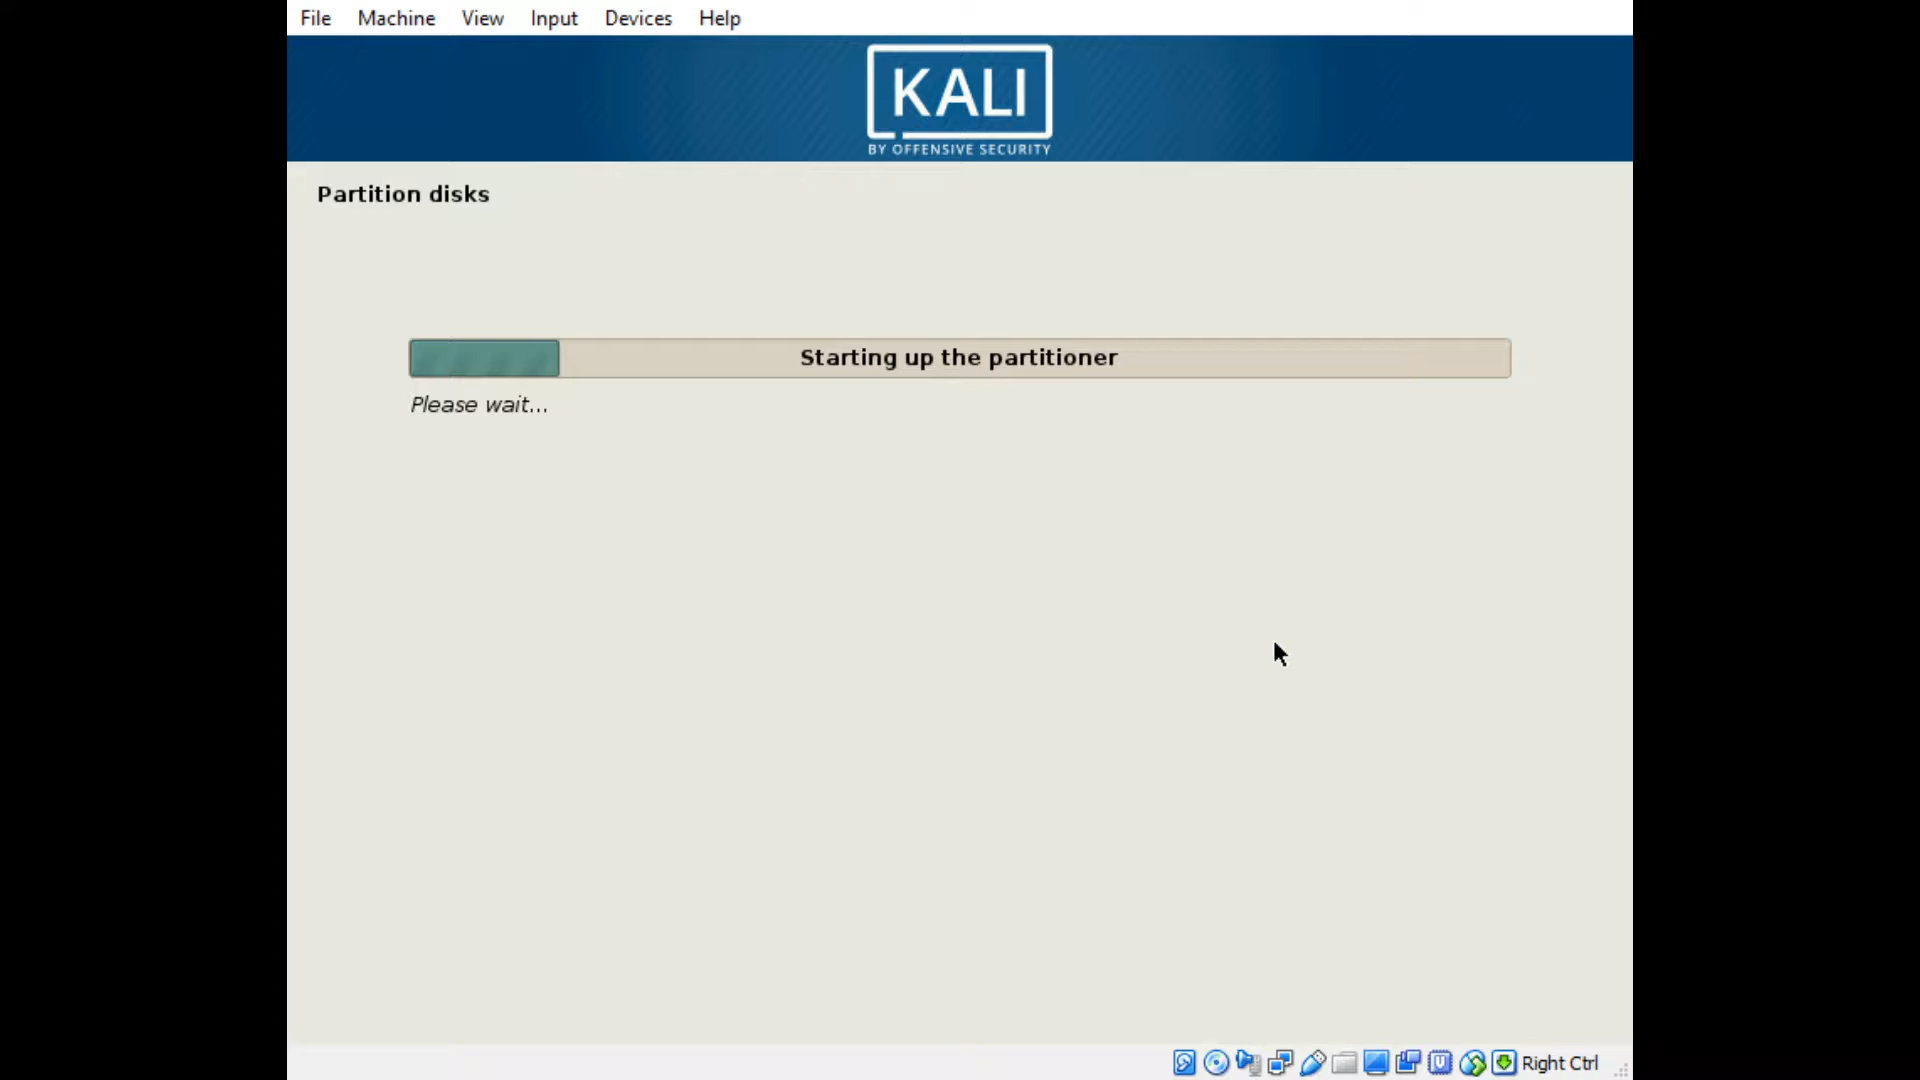 File Machine View Input Devices Help
KALI
BY OFFENSIVE SECURITY
Partition disks
Starting up the partitioner
Please wait...
Right Ctrl